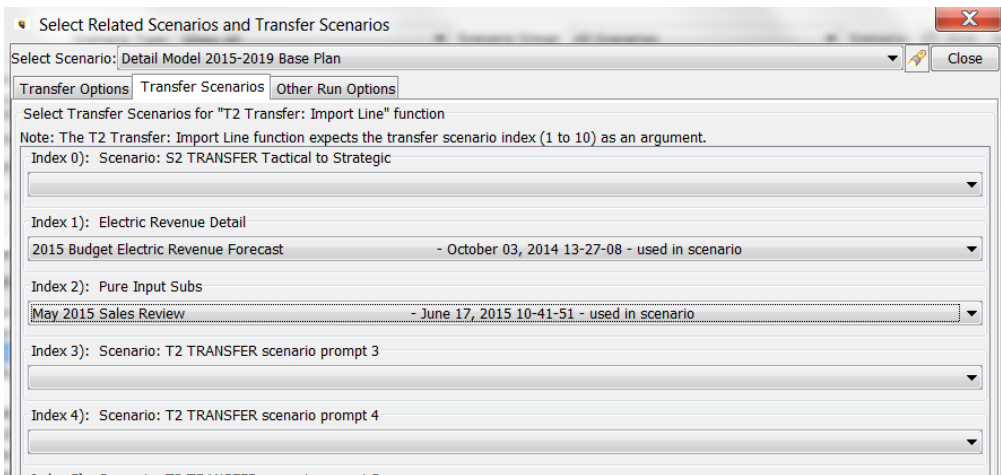 Select Related Scenarios and Transfer Scenarios
Select Scenario: Detail Model 2015-2019 Base Plan Close
Transfer Options Transfer Scenarios Other Run Options
Select Transfer Scenarios for "T2 Transfer: Import Line" function
Note: The T2 Transfer: Import Line function expects the transfer scenario index (1 to 10) as an argument.
Index 0): Scenario: S2 TRANSFER Tactical to Strategic
Index 1): Electric Revenue Detail
2015 Budget Electric Revenue Forecast - October 03, 2014 13-27-08 - used in scenario
Index 2): Pure Input Subs
May 2015 Sales Review - June 17, 2015 10-41-51 - used in scenario
Index 3): Scenario: T2 TRANSFER scenario prompt 3
Index 4): Scenario: T2 TRANSFER scenario prompt 4